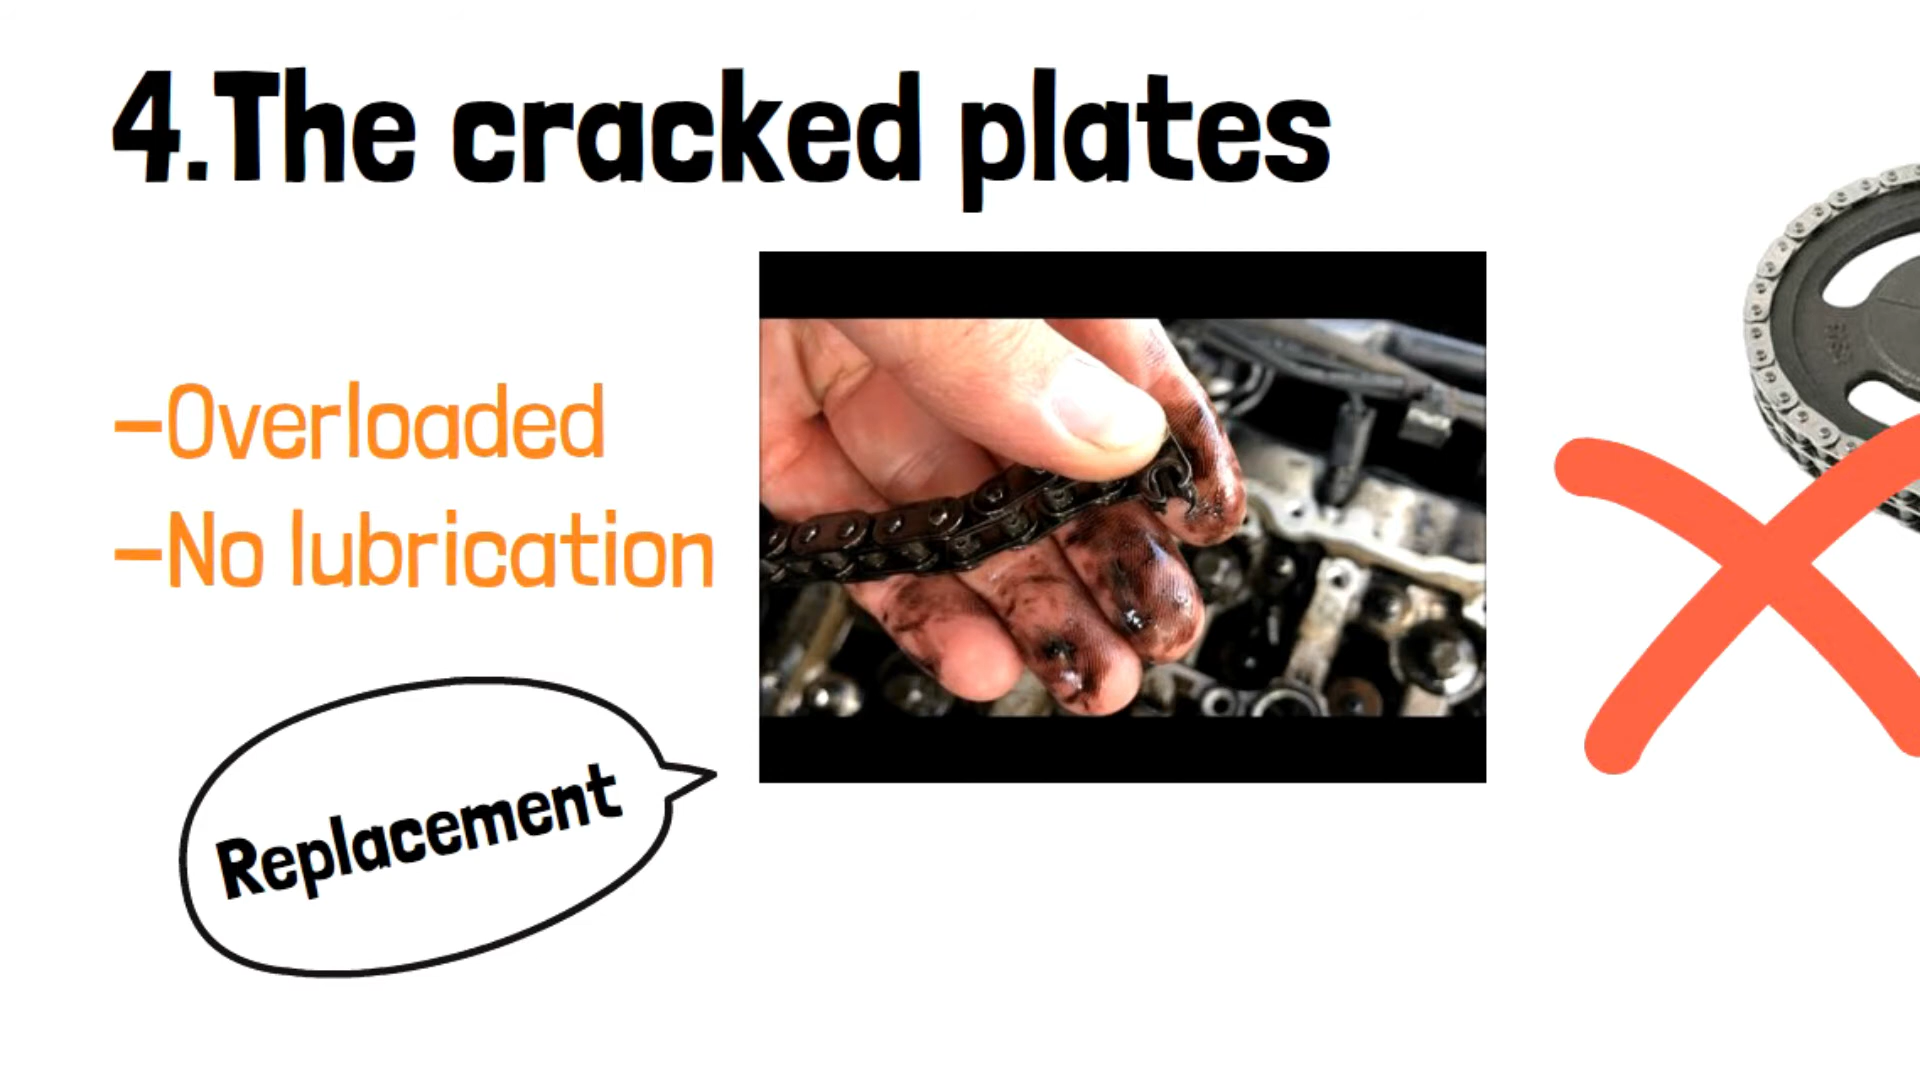 4.The cracked plates
-Overloaded
-No lubrication
Replacement